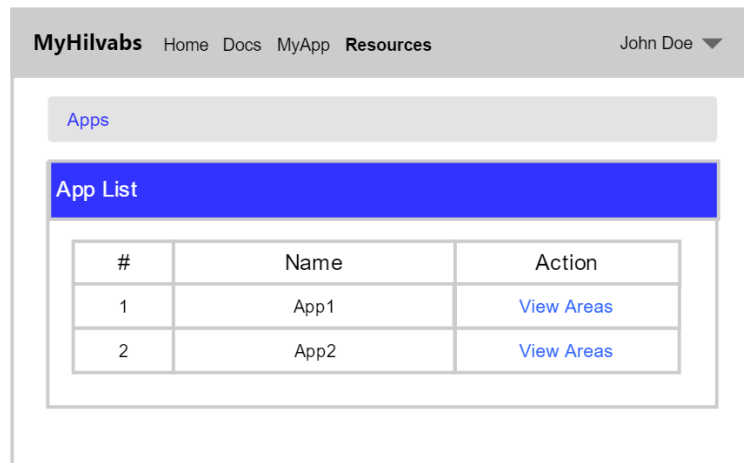 MyHilvabs Home Docs MyApp Resources John Doe
Apps
App List
# Name Action
1 App1 View Areas
2 App2 View Areas